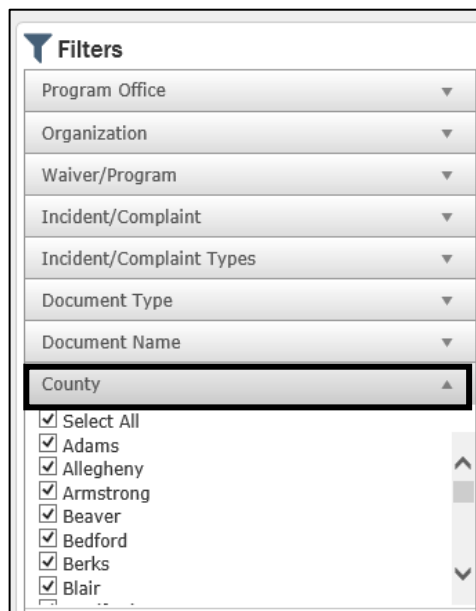 Filters
Program Office
Organization
Waiver/Program
Incident/Complaint
Incident/Complaint Types
Document Type
Document Name
County
Select All
Adams
Allegheny
Armstrong
Beaver
Bedford
Berks
Blair